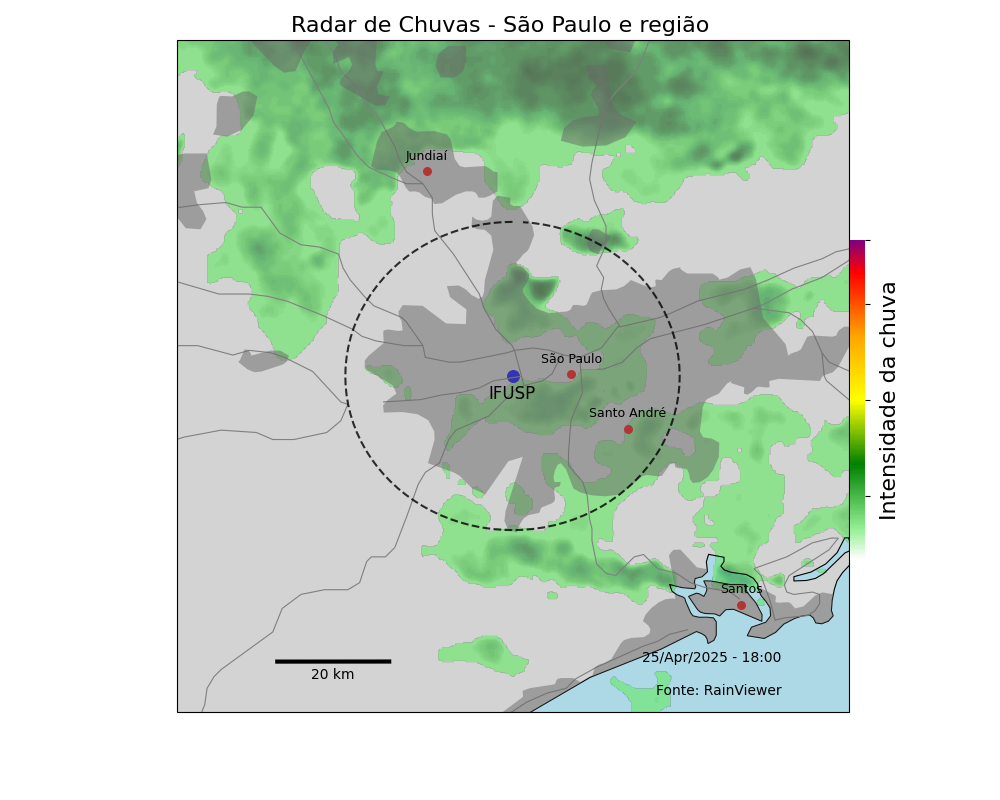 Radar de Chuvas - São Paulo e região
Jundiaí
São Paulo
IFUSP
Santo André
Intensidade da chuva
Santos
25/Apr/2025 - 18:00
20 km
Fonte: RainViewer